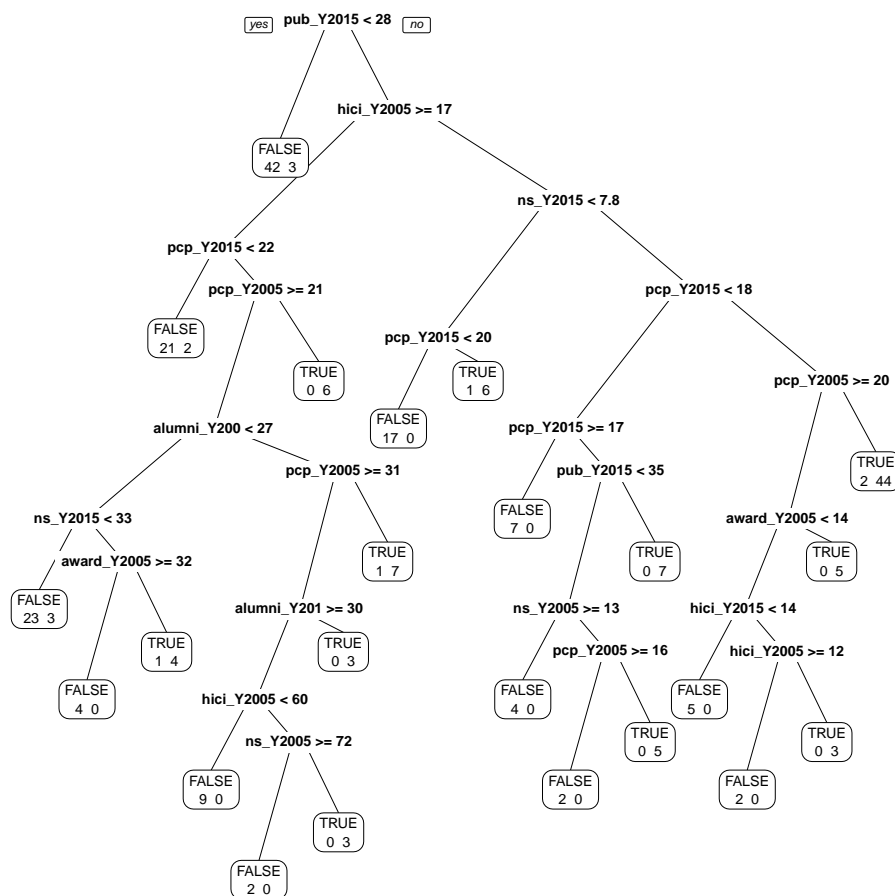 yes pub_Y2015 < 28 no
hici_Y2005 >= 17
FALSE
42 3
ns_Y2015 < 7.8
pcp_Y2015 < 22
pcp_Y2005 >= 21
pcp_Y2015 < 18
FALSE
21 2
pcp_Y2015 < 20
TRUE
0 6
TRUE
1 6
pcp_Y2005 >= 20
FALSE
17 0
alumni_Y200 < 27
pcp_Y2015 >= 17
TRUE
2 44
pcp_Y2005 >= 31
pub_Y2015 < 35
FALSE
7 0
ns_Y2015 < 33
award_Y2005 < 14
award_Y2005 >= 32
TRUE
1 7
TRUE
0 7
TRUE
0 5
FALSE
23 3
alumni_Y201 >= 30
ns_Y2005 >= 13
hici_Y2015 < 14
TRUE
1 4
TRUE
0 3
pcp_Y2005 >= 16
hici_Y2005 >= 12
FALSE
4 0
FALSE
4 0
FALSE
5 0
hici_Y2005 < 60
TRUE
0 5
TRUE
0 3
ns_Y2005 >= 72
FALSE
9 0
FALSE
2 0
FALSE
2 0
TRUE
0 3
FALSE
2 0